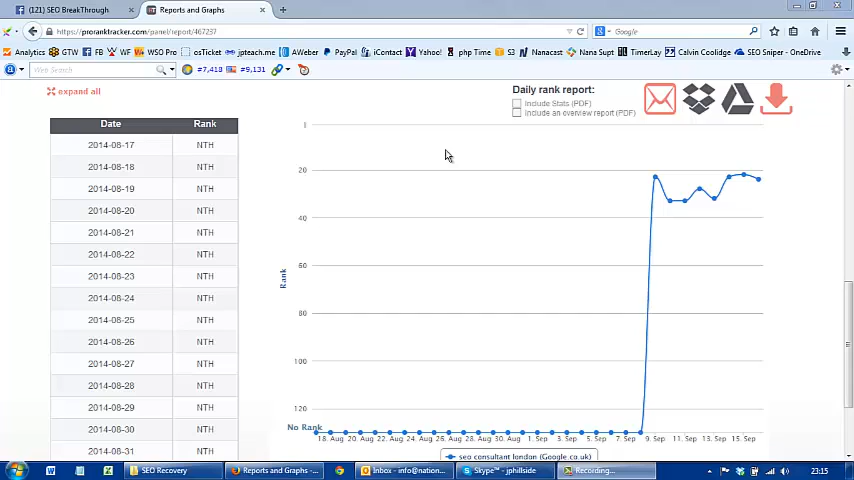 (121) SEO BreakThrough
Reports and Graphs
https://proranktracker.com/panel/report/467237
Google
Analytics GTW FB WF WSO Pro osTicket jpteach.me! AWeber PayPal iContact Yahoo! php Time S3 Nanacast Nana Supt TimerLay Calvin Coolidge SEO Sniper - OneDrive
Web Search #7,418 #9,131
expand all
Daily rank report:
Include Stats (PDF)
Include an overview report (PDF)
Date Rank
2014-08-17 NTH
2014-08-18 NTH
2014-08-19 NTH
2014-08-20 NTH
2014-08-21 NTH
2014-08-22 NTH
2014-08-23 NTH
2014-08-24 NTH
2014-08-25 NTH
2014-08-26 NTH
2014-08-27 NTH
2014-08-28 NTH
2014-08-29 NTH
2014-08-30 NTH
2014-08-31 NTH
1
20
40
60
80
100
120
No Rank
Rank
18. Aug 20. Aug 22. Aug 24. Aug 26. Aug 28. Aug 30. Aug 1. Sep 3. Sep 5. Sep 7. Sep 9. Sep 11. Sep 13. Sep 15. Sep
seo consultant london (Google.co.uk)
SEO Recovery
Reports and Graphs -...
Inbox - info@nation...
Skype™ - jphillside
Recording...
23:15